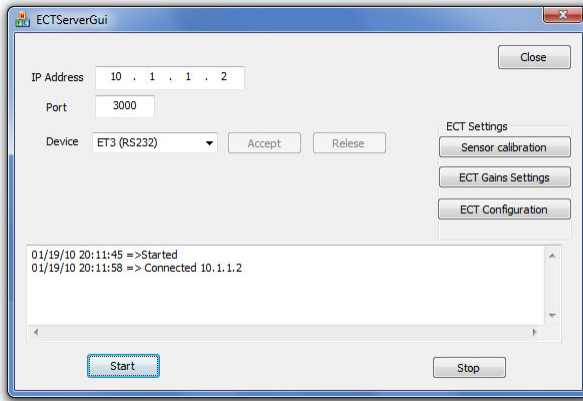 ECTServerGui
Close
IP Address 10 . 1 . 1 . 2
Port 3000
Device ET3 (RS232) Accept Relese
ECT Settings
Sensor calibration
ECT Gains Settings
ECT Configuration
01/19/10 20:11:45 =>Started
01/19/10 20:11:58 => Connected 10.1.1.2
Start Stop